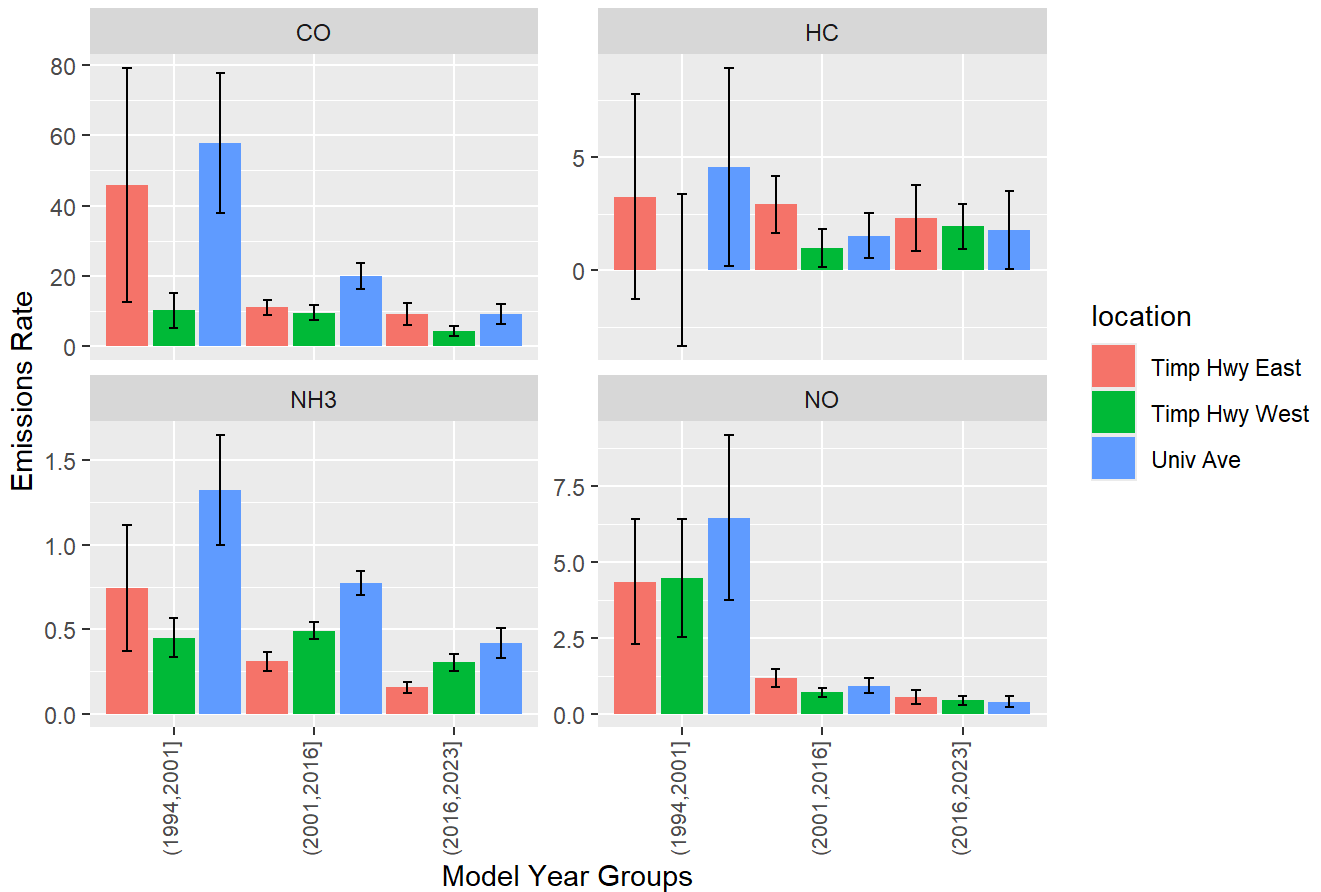 CO
HC
80
60
40
20
0
5
0
NH3
NO
1.5
1.0
0.5
0.0
7.5
5.0
2.5
0.0
(1994,2001]
(2001,2016]
(2016,2023]
(1994,2001]
(2001,2016]
(2016,2023]
Model Year Groups
Emissions Rate
location
Timp Hwy East
Timp Hwy West
Univ Ave